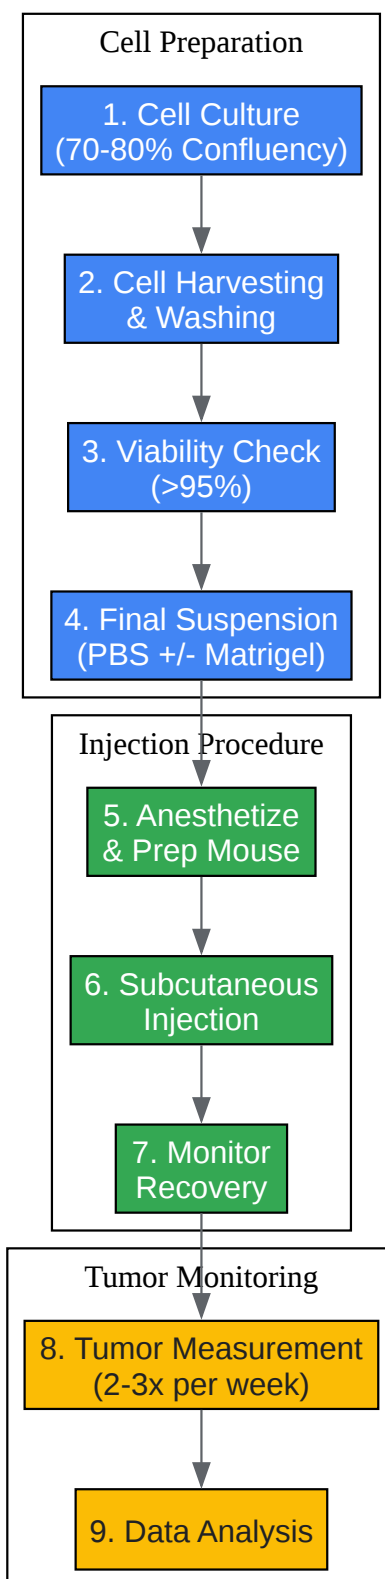 Cell Preparation
1. Cell Culture
(70-80% Confluency)
2. Cell Harvesting
& Washing
3. Viability Check
(>95%)
4. Final Suspension
(PBS +/- Matrigel)
Injection Procedure
5. Anesthetize
& Prep Mouse
6. Subcutaneous
Injection
7. Monitor
Recovery
Tumor Monitoring
8. Tumor Measurement
(2-3x per week)
9. Data Analysis